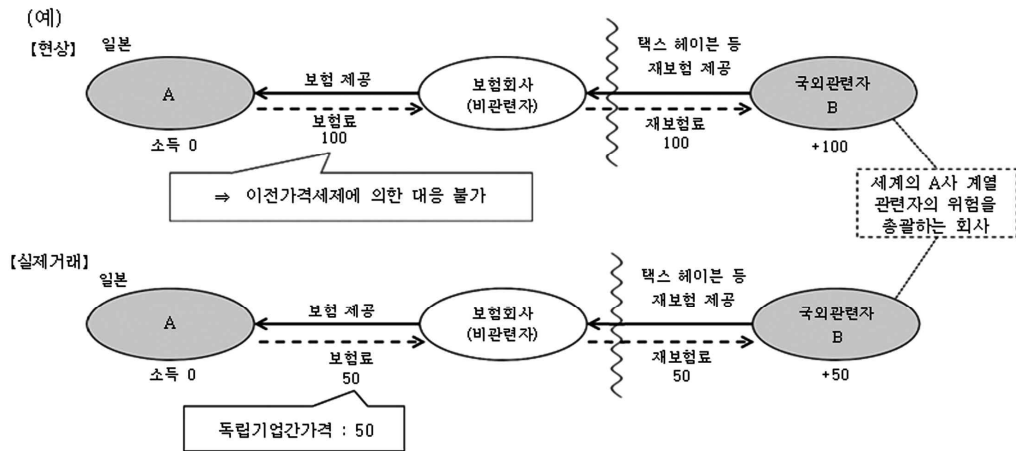 (예)
【현상】
일본
A
소득 0
보험 제공
보험료
100
보험회사
(비관련자)
택스 헤이븐 등
재보험 제공
재보험료
100
국외관련자
B
+100
⇒ 이전가격세제에 의한 대응 불가
세계의 A사 계열
관련자의 위험을
총괄하는 회사
【실제거래】
일본
A
소득 0
보험 제공
보험료
50
보험회사
(비관련자)
택스 헤이븐 등
재보험 제공
재보험료
50
국외관련자
B
+50
독립기업간가격 : 50